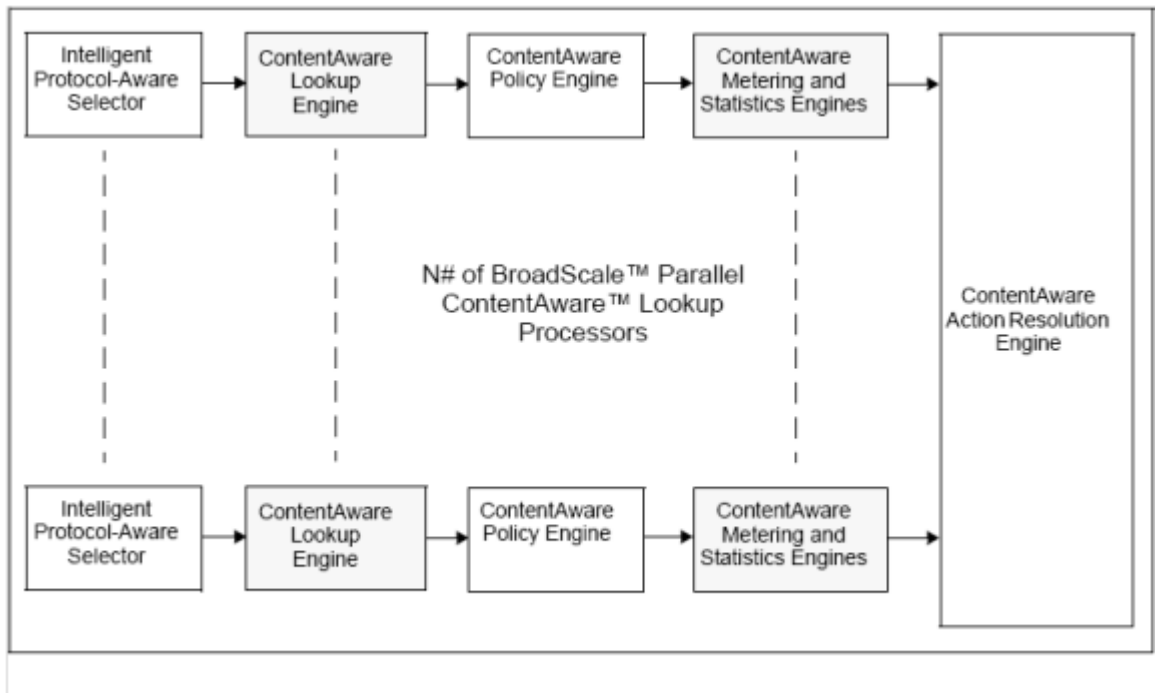 Intelligent
Protocol-Aware
Selector
ContentAware
Lookup
Engine
ContentAware
Policy Engine
ContentAware
Metering and
Statistics Engines
N# of BroadScale™ Parallel
ContentAware™ Lookup
Processors
ContentAware
Action Resolution
Engine
Intelligent
Protocol-Aware
Selector
ContentAware
Lookup
Engine
ContentAware
Policy Engine
ContentAware
Metering and
Statistics Engines